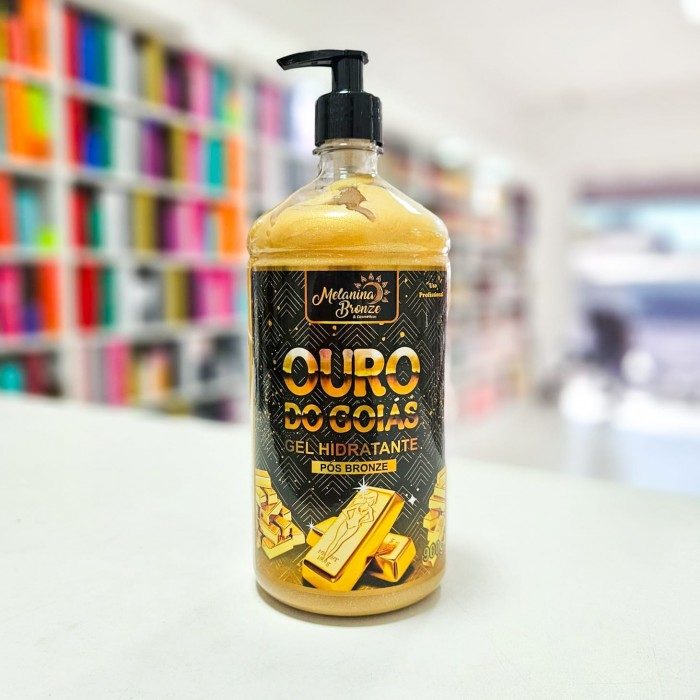 Melanina
Bronze
& Cosméticos
Uso
Profissional
OURO
DO GOIÁS
GEL HIDRATANTE
PÓS BRONZE